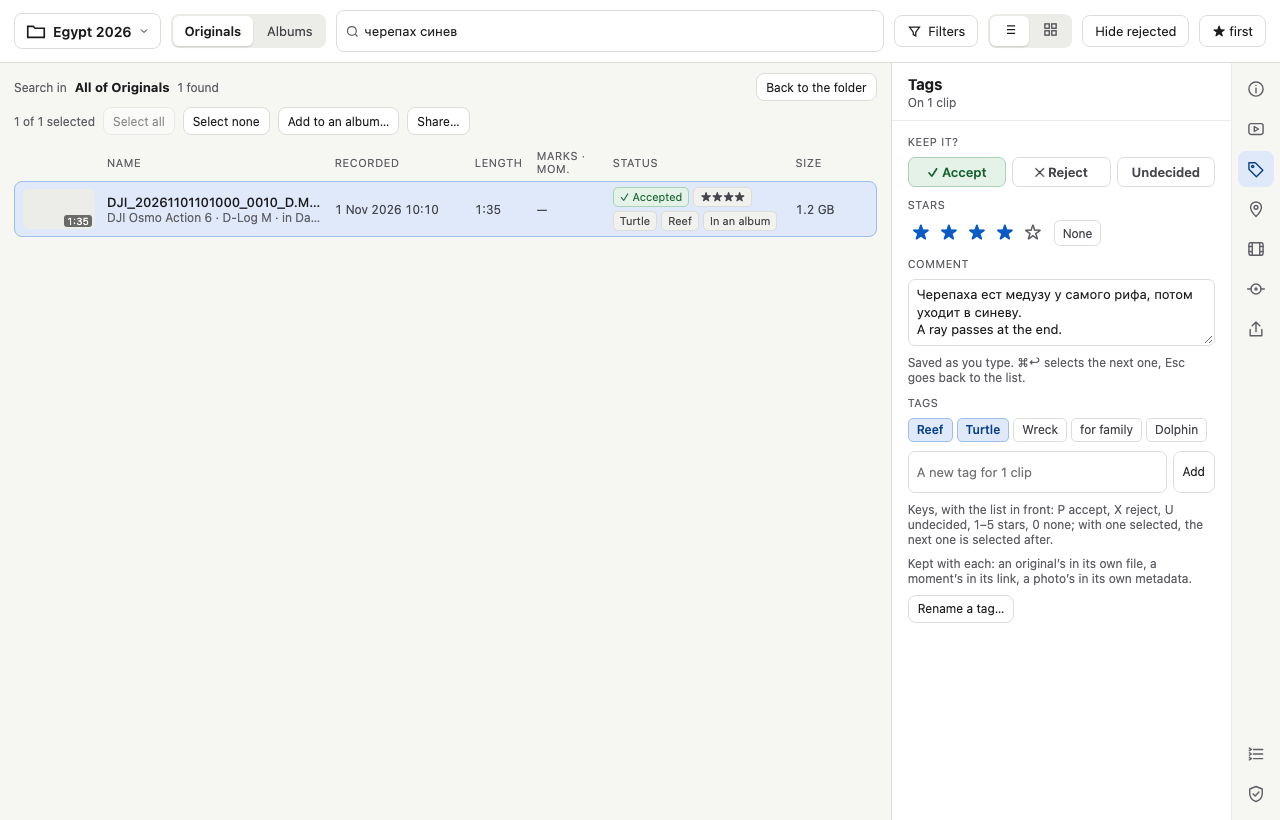 Egypt 2026
Originals
Albums
черепах синев
Filters
Hide rejected
★ first
Search in All of Originals 1 found
Back to the folder
1 of 1 selected
Select all
Select none
Add to an album...
Share...
NAME
RECORDED
LENGTH
MARKS ·
MOM.
STATUS
SIZE
1:35
DJI_20261101101000_0010_D.M...
DJI Osmo Action 6 · D-Log M · in Da...
1 Nov 2026 10:10
1:35
—
✓ Accepted
★★★★
Turtle
Reef
In an album
1.2 GB
Tags
On 1 clip
KEEP IT?
✓ Accept
✕ Reject
Undecided
STARS
None
COMMENT
Черепаха ест медузу у самого рифа, потом
уходит в синеву.
A ray passes at the end.
Saved as you type. ⌘↩ selects the next one, Esc
goes back to the list.
TAGS
Reef
Turtle
Wreck
for family
Dolphin
A new tag for 1 clip
Add
Keys, with the list in front: P accept, X reject, U
undecided, 1–5 stars, 0 none; with one selected, the
next one is selected after.
Kept with each: an original's in its own file, a
moment's in its link, a photo's in its own metadata.
Rename a tag...